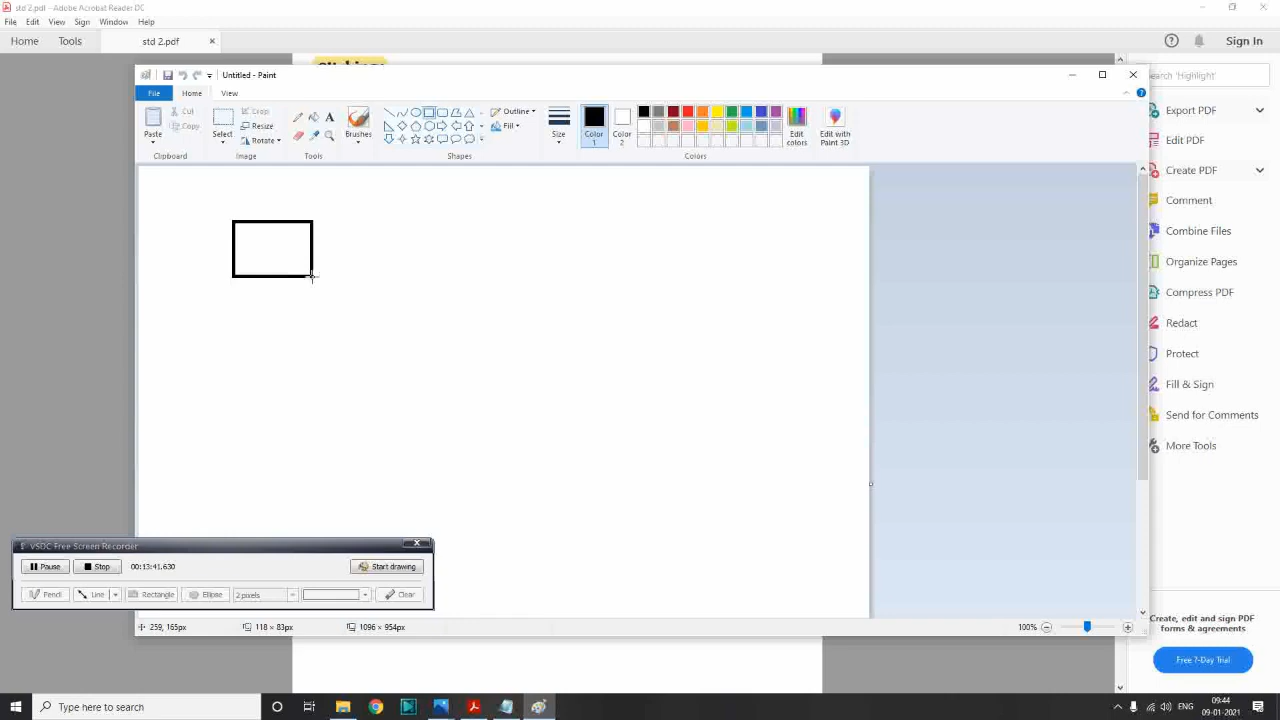 std 2.pdf - Adobe Acrobat Reader DC
File Edit View Sign Window Help
Home Tools std 2.pdf Sign In
Untitled - Paint
File Home View
Paste Cut Copy Select Crop Resize Rotate Brushes Outline Fill Size Color 1 Color 2 Edit colors Edit with Paint 3D
Clipboard Image Tools Shapes Colors
Search 'Highlight'
Export PDF
Edit PDF
Create PDF
Comment
Combine Files
Organize Pages
Compress PDF
Redact
Protect
Fill & Sign
Send for Comments
More Tools
VSDC Free Screen Recorder
Pause Stop 00:13:41.630 Start drawing
Pencil Line Rectangle Ellipse 2 pixels Clear
259, 165px 118 × 83px 1096 × 954px 100%
Create, edit and sign PDF
forms & agreements
Free 7-Day Trial
Type here to search
ENG
09:44
09-01-2021